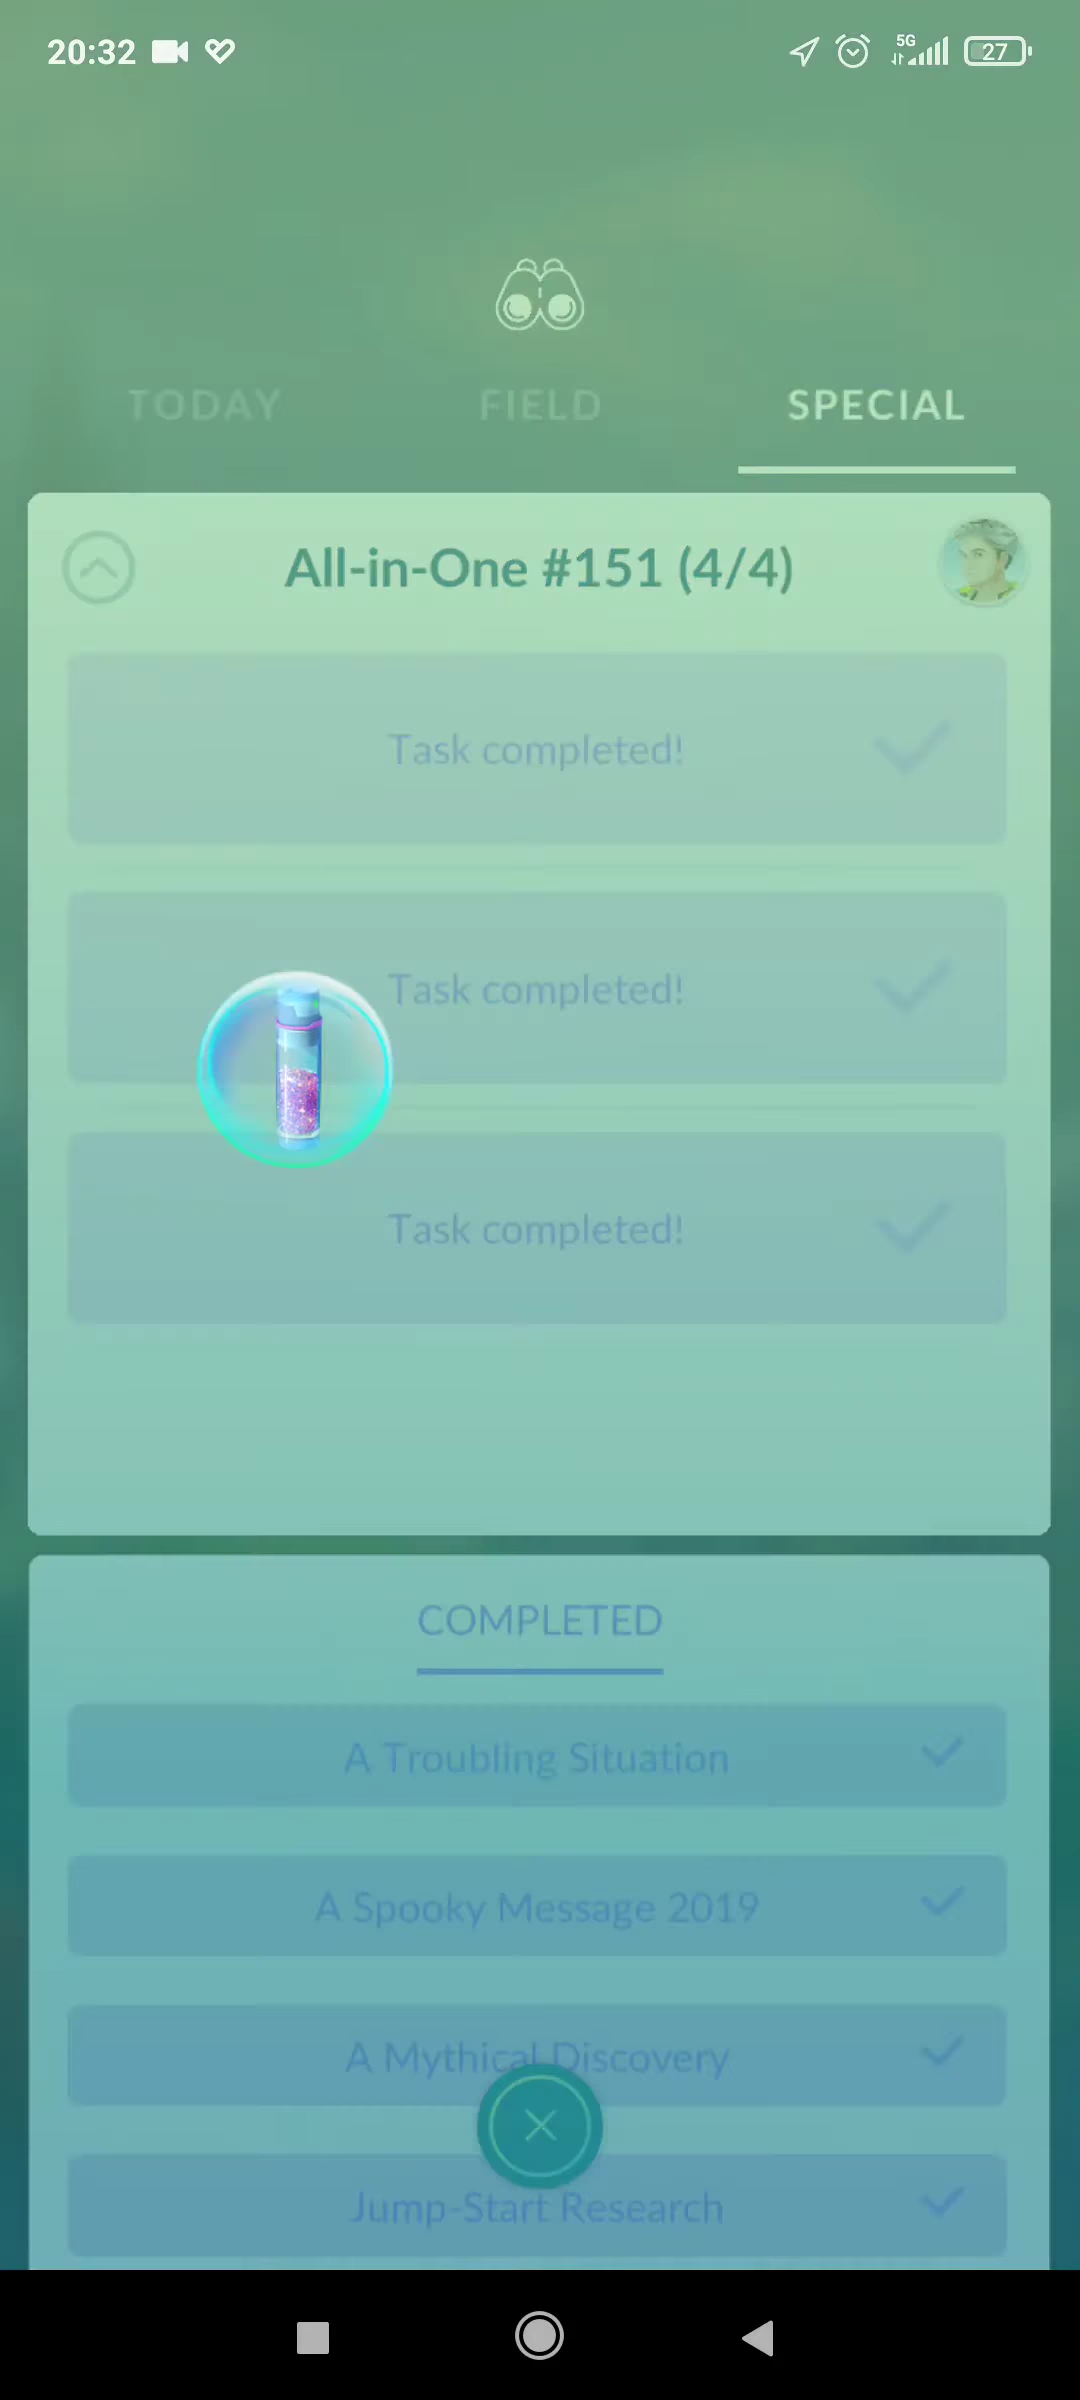 20:32
5G
27
TODAY
FIELD
SPECIAL
All-in-One #151 (4/4)
Task completed!
Task completed!
Task completed!
COMPLETED
A Troubling Situation
A Spooky Message 2019
A Mythical Discovery
Jump-Start Research